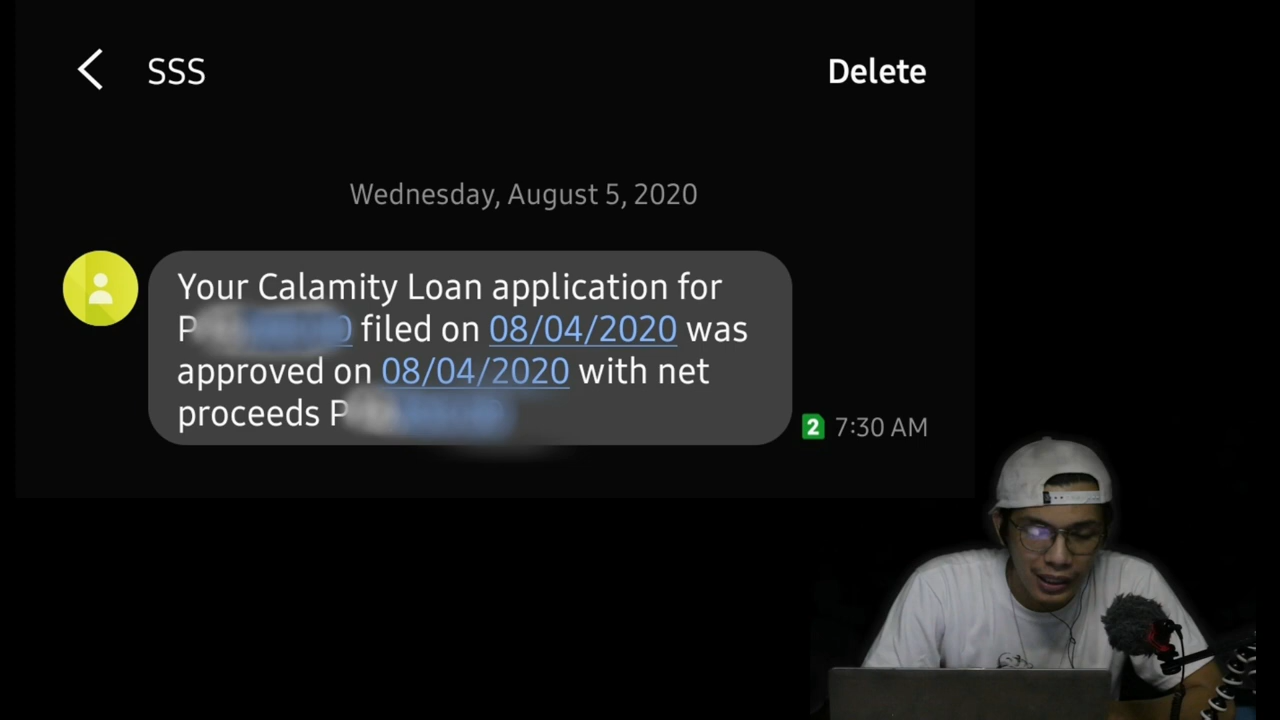 SSS
Delete
Wednesday, August 5, 2020
Your Calamity Loan application for
P filed on 08/04/2020 was
approved on 08/04/2020 with net
proceeds P
2 7:30 AM